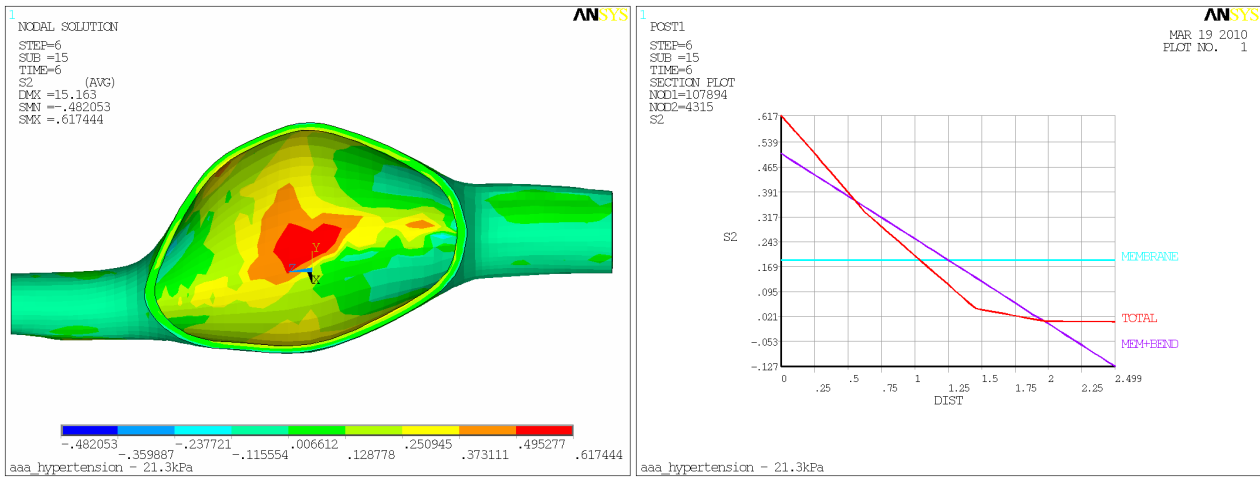 1
ANSYS
NODAL SOLUTION
STEP=6
SUB =15
TIME=6
S2 (AVG)
DMX =15.163
SMN =-.482053
SMX =.617444
Y
Z
X
-.482053
-.359887
-.237721
-.115554
.006612
.128778
.250945
.373111
.495277
.617444
aaa_hypertension - 21.3kPa
1
ANSYS
POST1
MAR 19 2010
PLOT NO. 1
STEP=6
SUB =15
TIME=6
SECTION PLOT
NOD1=107894
NOD2=4315
S2
.617
.539
.465
.391
.317
S2
.243
.169
.095
.021
-.053
-.127
MEMBRANE
TOTAL
MEM+BEND
0
.25
.5
.75
1
1.25
1.5
1.75
2
2.25
2.499
DIST
aaa_hypertension - 21.3kPa